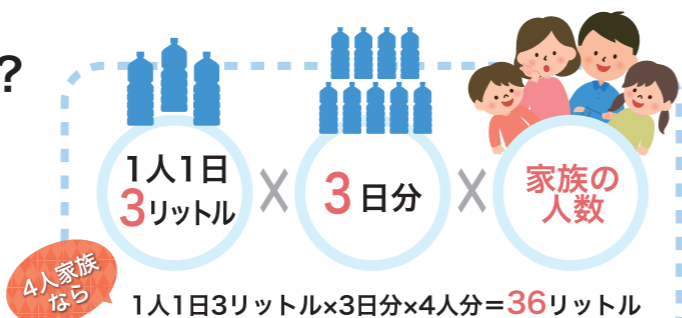 ?
1人1日
3リットル
×
3日分
×
家族の
人数
4人家族
なら
1人1日3リットル×3日分×4人分=36リットル